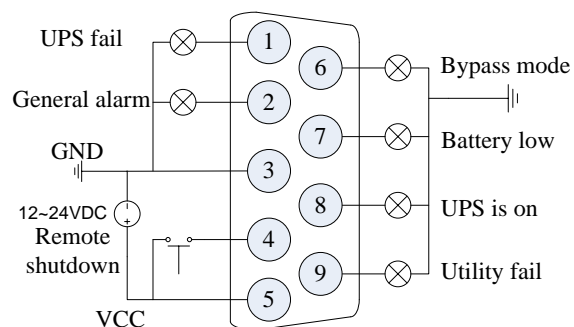 UPS fail
1
6
Bypass mode
General alarm
2
7
Battery low
GND
3
12~24VDC
8
UPS is on
Remote
shutdown
4
9
Utility fail
5
VCC